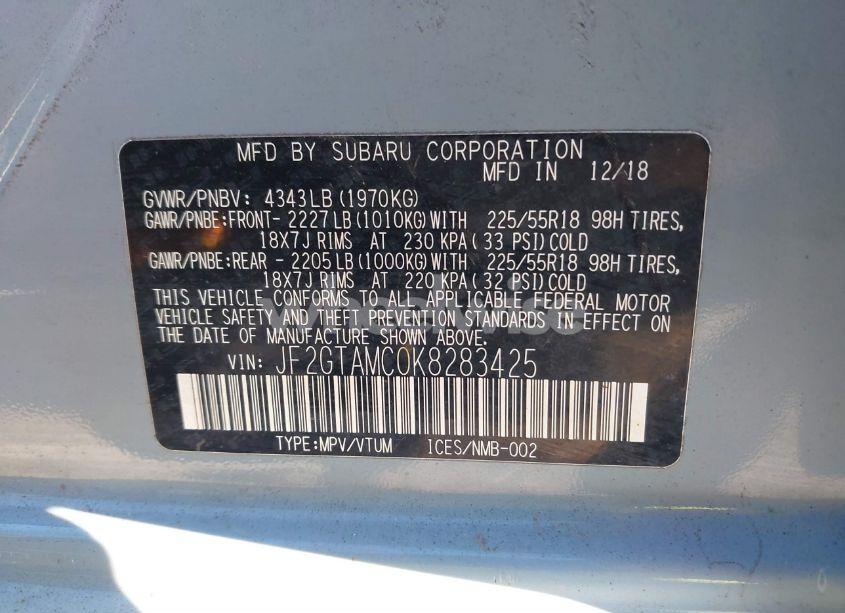 MFD BY SUBARU CORPORATION
MFD IN 12/18
GVWR/PNBV: 4343LB (1970KG)
GAWR/PNBE:FRONT- 2227LB (1010KG) WITH 225/55R18 98H TIRES,
18X7J RIMS AT 230 KPA (33 PSI) COLD
GAWR/PNBE:REAR - 2205LB (1000KG) WITH 225/55R18 98H TIRES,
18X7J RIMS AT 220 KPA (32 PSI) COLD
THIS VEHICLE CONFORMS TO ALL APPLICABLE FEDERAL MOTOR
VEHICLE SAFETY AND THEFT PREVENTION STANDARDS IN EFFECT ON
THE DATE OF MANUFACTURE SHOWN ABOVE.
VIN: JF2GTAMC0K8283425
TYPE:MPV/VTUM ICES/NMB-002